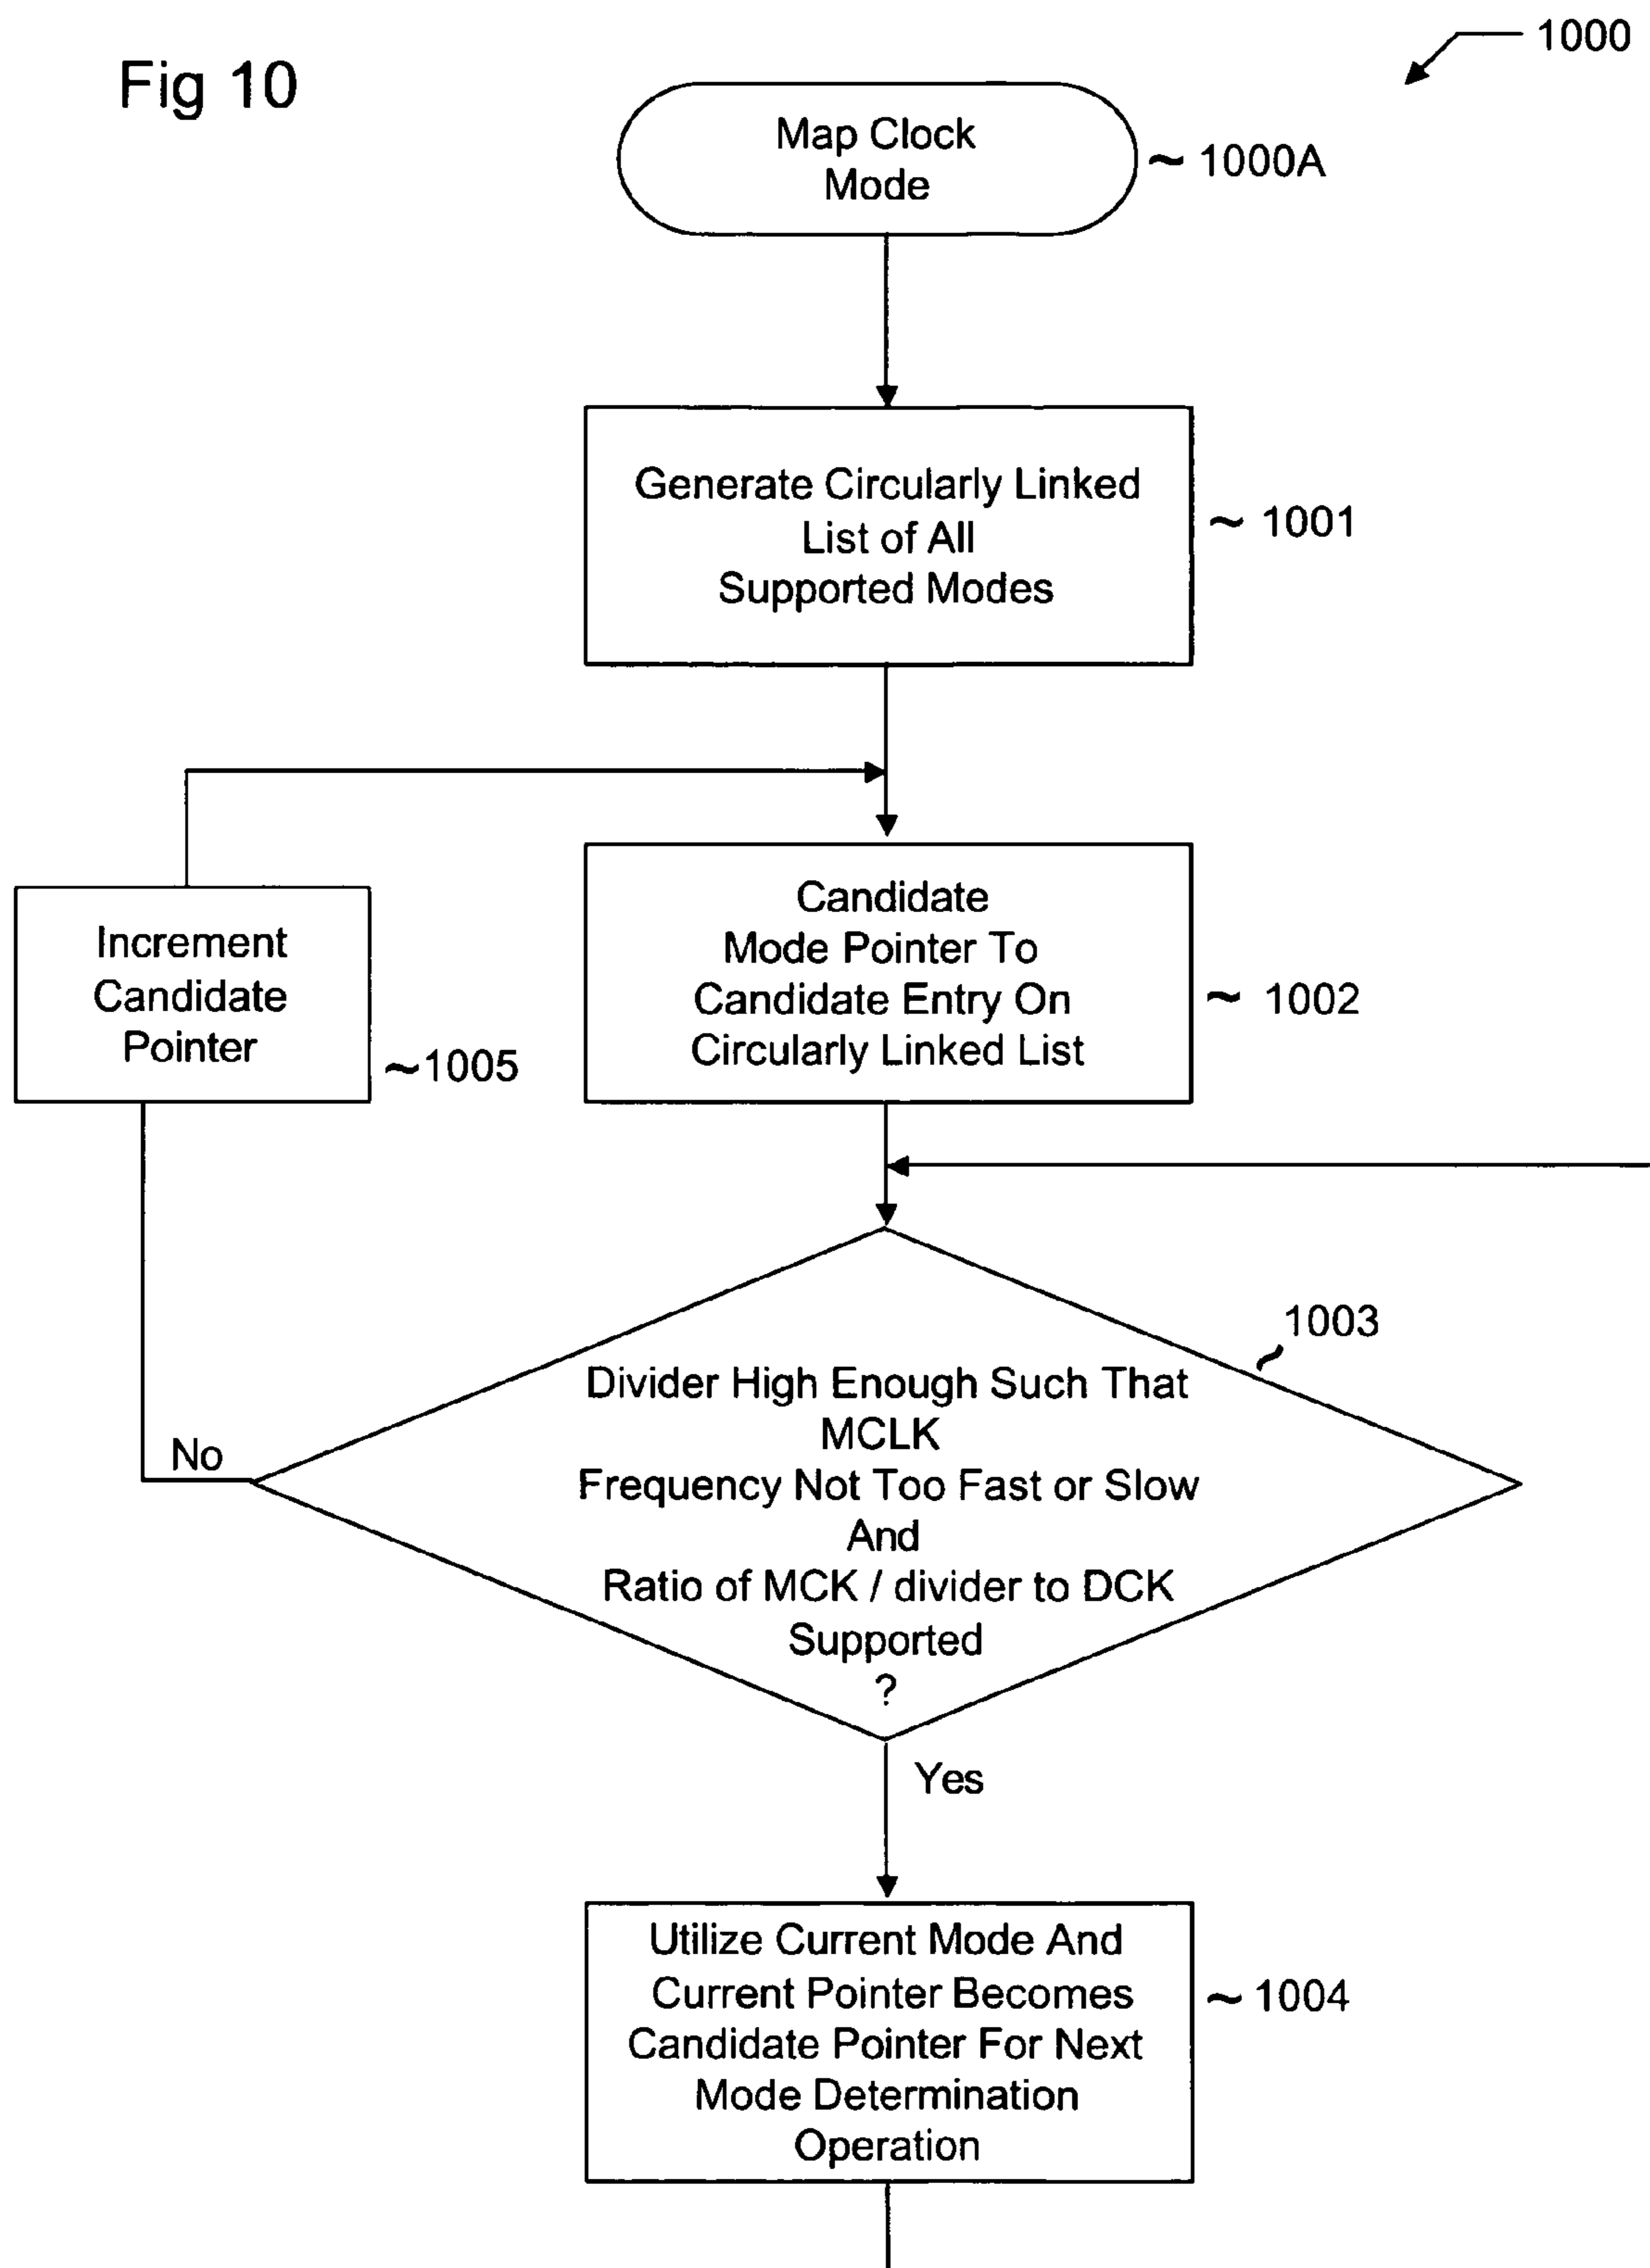 Fig 10
1000
Map Clock
Mode
~ 1000A
Generate Circularly Linked
List of All
Supported Modes
~ 1001
Candidate
Mode Pointer To
Candidate Entry On
Circularly Linked List
~ 1002
Increment
Candidate
Pointer
~1005
1003
~
Divider High Enough Such That
MCLK
Frequency Not Too Fast or Slow
And
Ratio of MCK / divider to DCK
Supported
?
No
Yes
Utilize Current Mode And
Current Pointer Becomes
Candidate Pointer For Next
Mode Determination
Operation
~ 1004